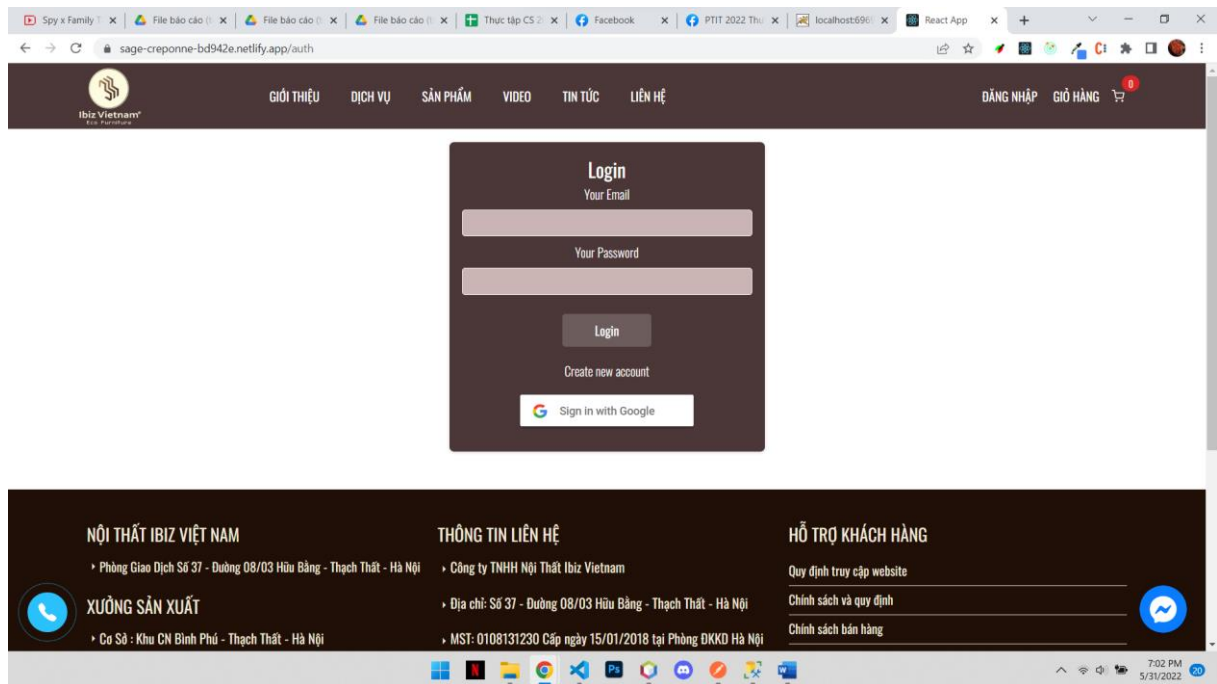 Spy x Family T
File báo cáo (t
File báo cáo (t
File báo cáo (t
Thực tập CS 2
Facebook
PTIT 2022 Thu
localhost:696
React App
sage-creponne-bd942e.netlify.app/auth
Ibiz Vietnam
Eco Furniture
GIỚI THIỆU DỊCH VỤ SẢN PHẨM VIDEO TIN TỨC LIÊN HỆ
ĐĂNG NHẬP GIỎ HÀNG 0
Login
Your Email
Your Password
Login
Create new account
Sign in with Google
NỘI THẤT IBIZ VIỆT NAM
Phòng Giao Dịch Số 37 - Đường 08/03 Hữu Bằng - Thạch Thất - Hà Nội
XUỞNG SẢN XUẤT
Cơ Sở : Khu CN Bình Phú - Thạch Thất - Hà Nội
THÔNG TIN LIÊN HỆ
Công ty TNHH Nội Thất Ibiz Vietnam
Địa chỉ: Số 37 - Đường 08/03 Hữu Bằng - Thạch Thất - Hà Nội
MST: 0108131230 Cấp ngày 15/01/2018 tại Phòng ĐKKD Hà Nội
HỖ TRỢ KHÁCH HÀNG
Quy định truy cập website
Chính sách và quy định
Chính sách bán hàng
7:02 PM
5/31/2022
20